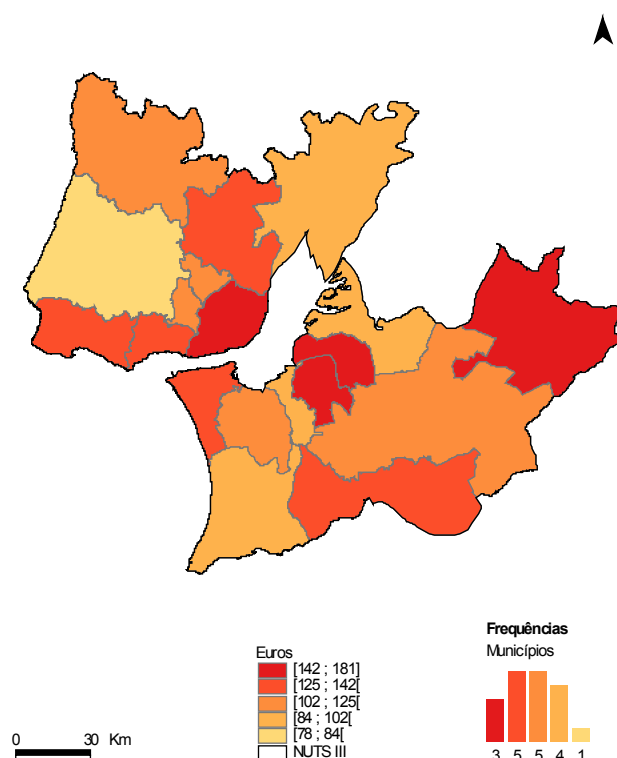 Frequências
Municípios
Euros
[142 ; 181]
[125 ; 142[
[102 ; 125[
[84 ; 102[
[78 ; 84[
NUTS III
0 30 Km
3 5 5 4 1